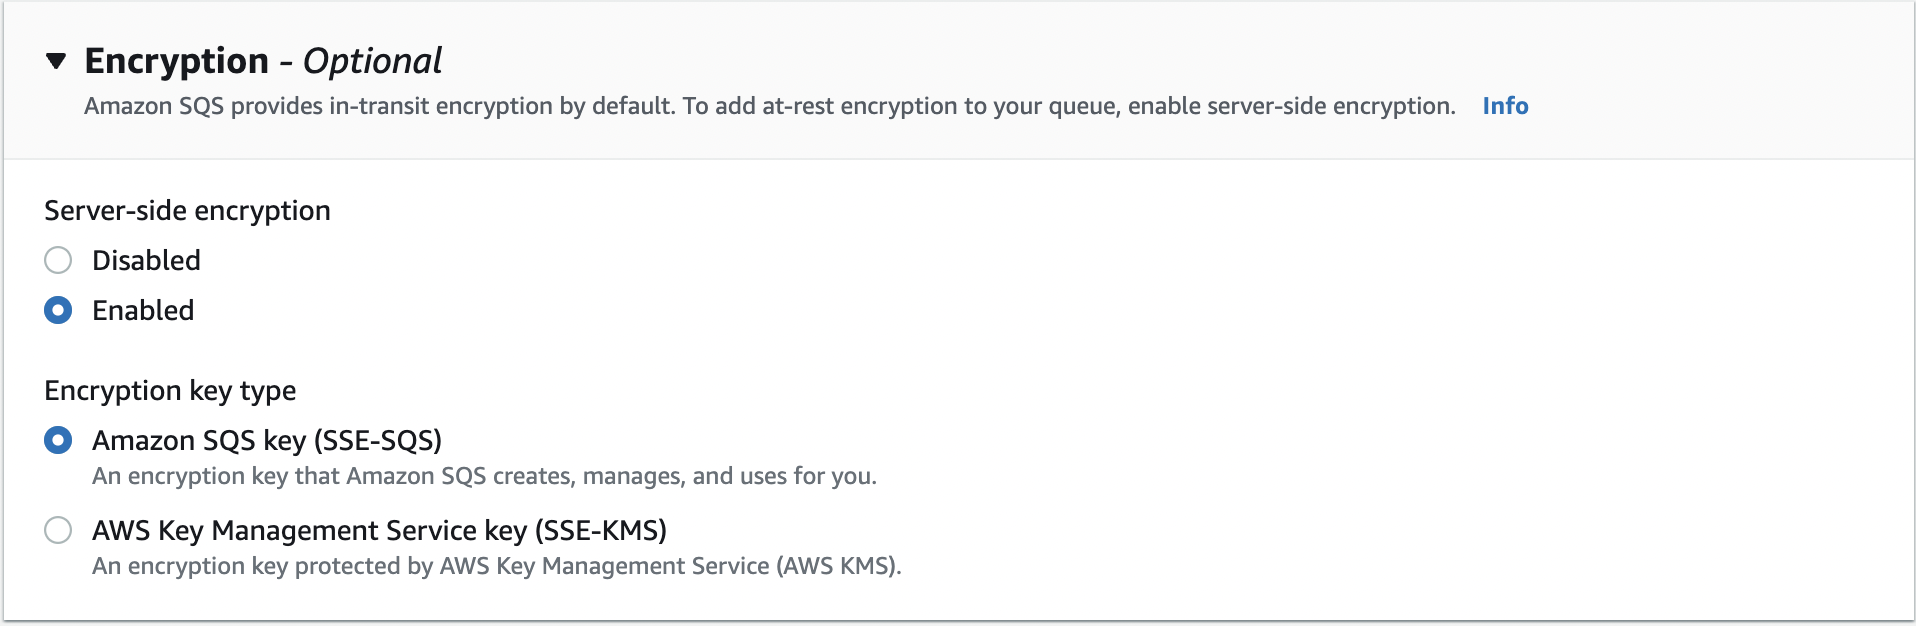 Encryption - Optional
Amazon SQS provides in-transit encryption by default. To add at-rest encryption to your queue, enable server-side encryption. Info
Server-side encryption
Disabled
Enabled
Encryption key type
Amazon SQS key (SSE-SQS)
An encryption key that Amazon SQS creates, manages, and uses for you.
AWS Key Management Service key (SSE-KMS)
An encryption key protected by AWS Key Management Service (AWS KMS).